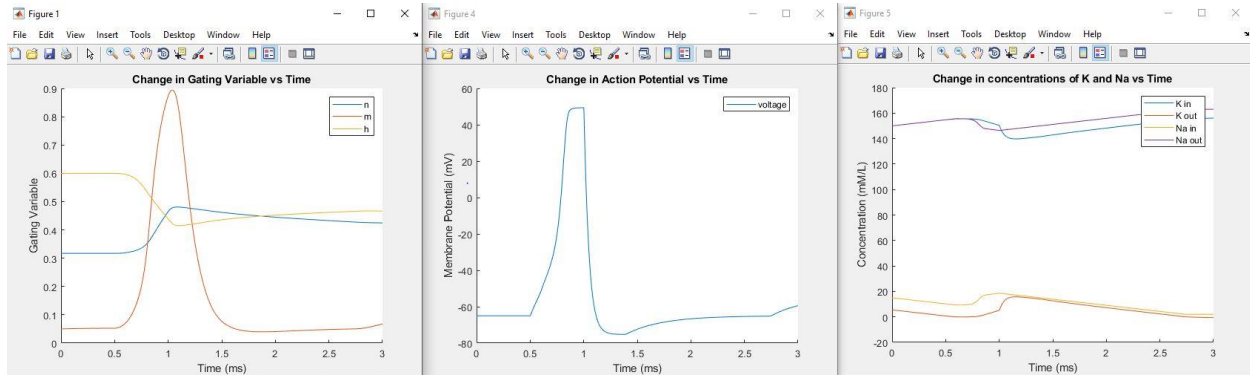 Figure 1
File Edit View Insert Tools Desktop Window Help
Change in Gating Variable vs Time
0.9
0.8
0.7
0.6
0.5
0.4
0.3
0.2
0.1
0
Gating Variable
n
m
h
0 0.5 1 1.5 2 2.5 3
Time (ms)
Figure 4
File Edit View Insert Tools Desktop Window Help
Change in Action Potential vs Time
60
40
20
0
-20
-40
-60
-80
Membrane Potential (mV)
voltage
0 0.5 1 1.5 2 2.5 3
Time (ms)
Figure 5
File Edit View Insert Tools Desktop Window Help
Change in concentrations of K and Na vs Time
180
160
140
120
100
80
60
40
20
0
-20
Concentration (mM/L)
K in
K out
Na in
Na out
0 0.5 1 1.5 2 2.5 3
Time (ms)